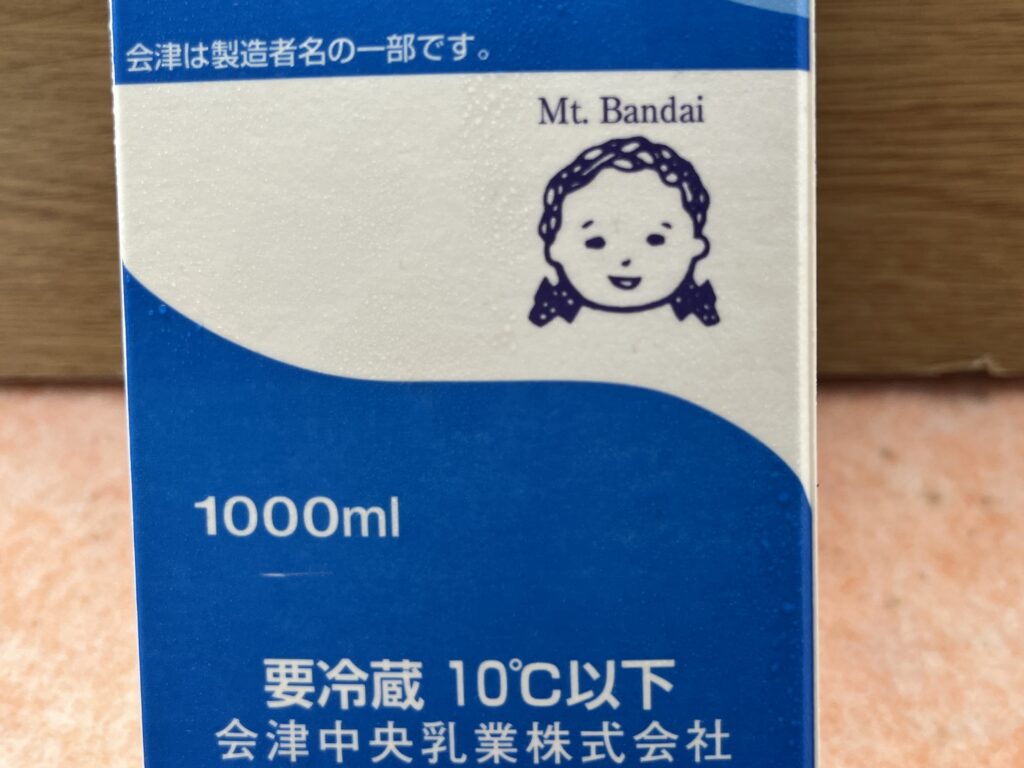 会津は製造者名の一部です。
Mt. Bandai
1000ml
要冷蔵 10℃以下
会津中央乳業株式会社